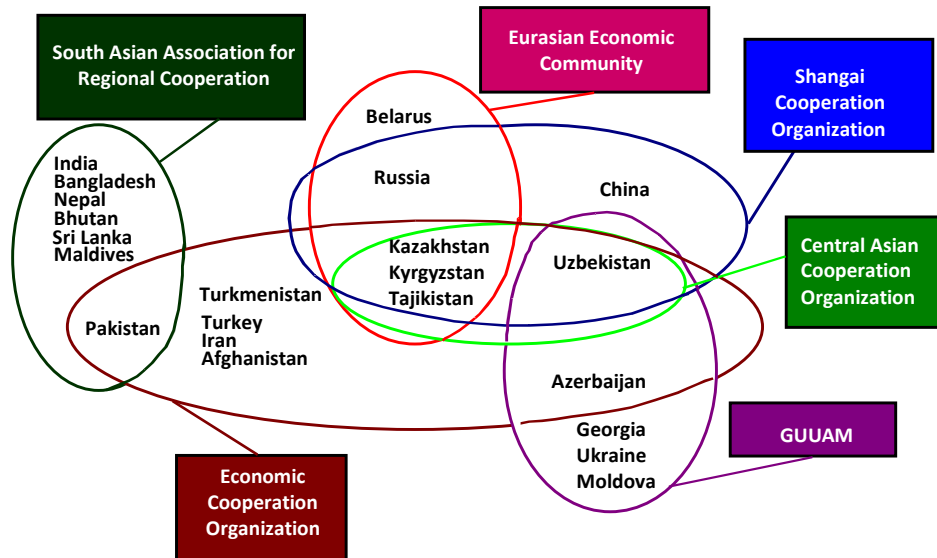 South Asian Association for
Regional Cooperation
Eurasian Economic
Community
Shangai
Cooperation
Organization
Belarus
Russia
China
India
Bangladesh
Nepal
Bhutan
Sri Lanka
Maldives
Kazakhstan
Kyrgyzstan
Tajikistan
Uzbekistan
Central Asian
Cooperation
Organization
Turkmenistan
Turkey
Iran
Afghanistan
Pakistan
Azerbaijan
Georgia
Ukraine
Moldova
GUUAM
Economic
Cooperation
Organization